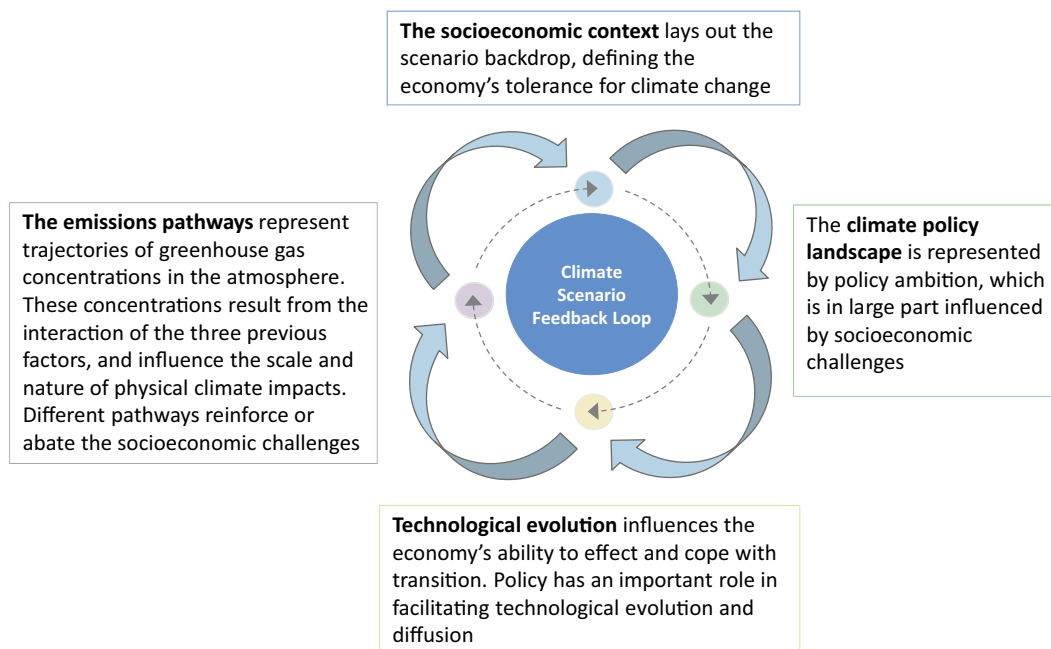 The socioeconomic context lays out the
scenario backdrop, defining the
economy’s tolerance for climate change
The emissions pathways represent
trajectories of greenhouse gas
concentrations in the atmosphere.
These concentrations result from the
interaction of the three previous
factors, and influence the scale and
nature of physical climate impacts.
Different pathways reinforce or
abate the socioeconomic challenges
Climate
Scenario
Feedback Loop
The climate policy
landscape is represented
by policy ambition, which
is in large part influenced
by socioeconomic
challenges
Technological evolution influences the
economy’s ability to effect and cope with
transition. Policy has an important role in
facilitating technological evolution and
diffusion